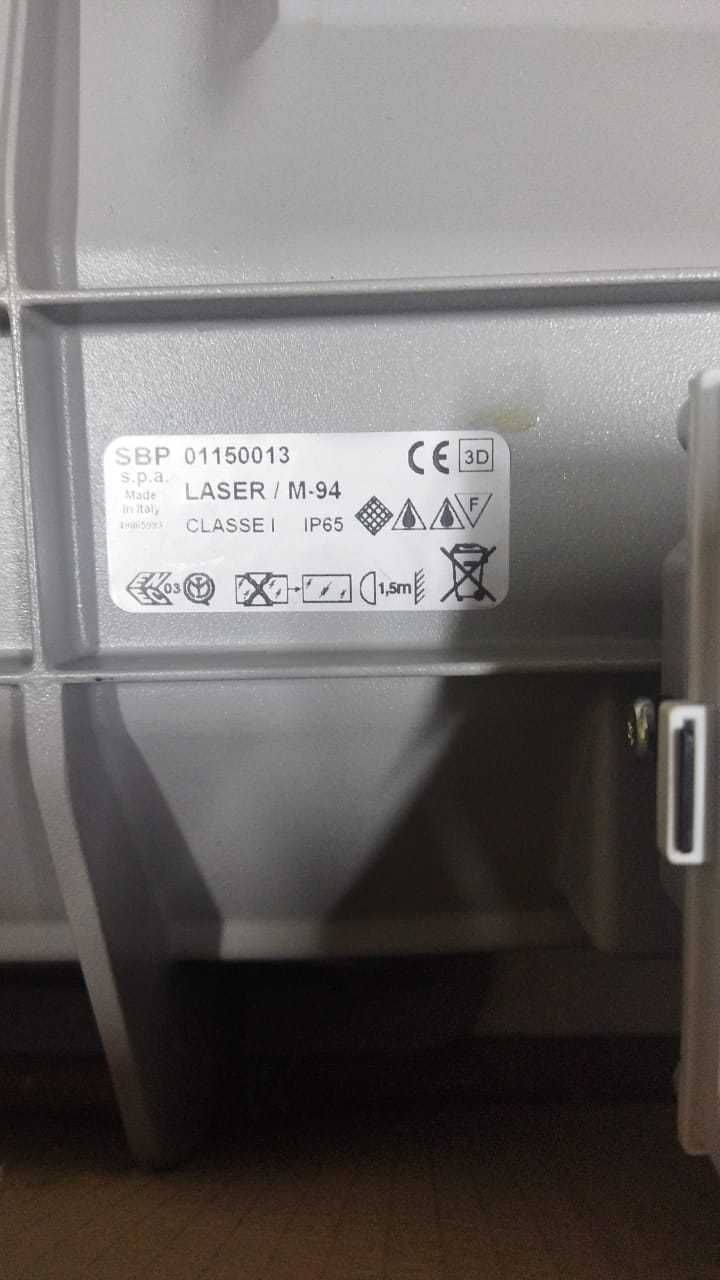 SBP 01150013 CE 3D
s.p.a.
LASER / M-94
Made
in Italy
CLASSE I IP65 F
03 1,5m